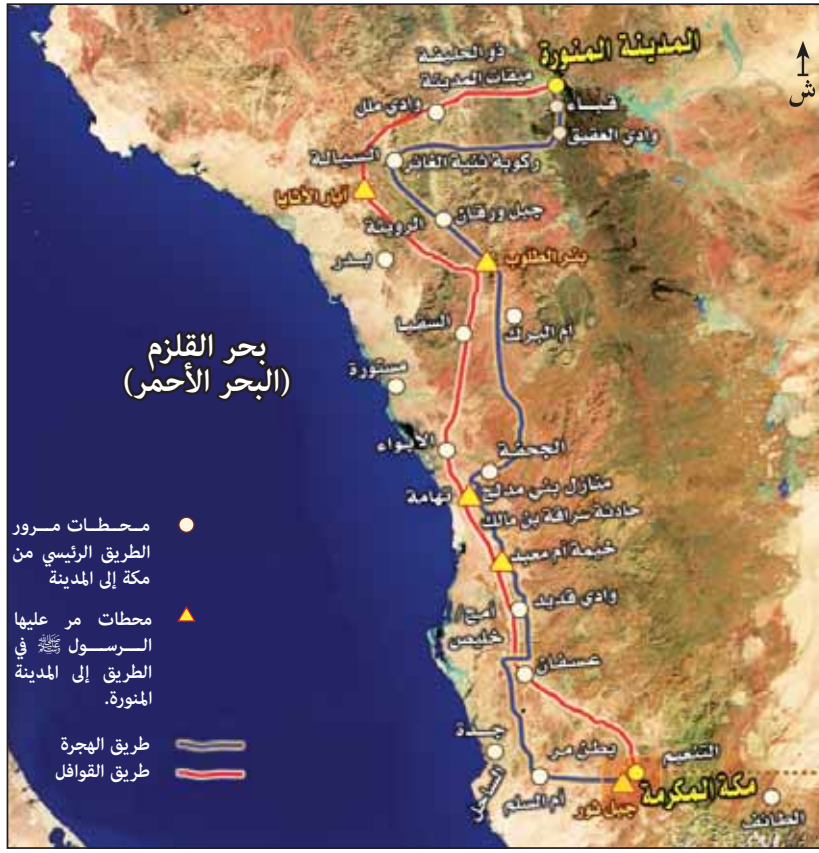 المدينة المنورة
ش
ذو الحليفة
ميقات المدينة
قباء
وادي ملل
وادي العقيق
السيالة
ركوبة ثنية الغائر
آبار الأثايا
جبل ورقان
الرويثة
بدر
بئر الطلوب
أم البرك
السقيا
بحر القلزم
(البحر الأحمر)
مستورة
الأبواء
الجحفة
تهامة
منازل بني مدلج
حادثة سراقة بن مالك
خيمة أم معبد
وادي قديد
أمج/
خليص
عسفان
جدة
الساحل
بطن مر
التنعيم
أم السلم
جبل ثور
مكة المكرمة
الطائف
محطات مرور
الطريق الرئيسي من
مكة إلى المدينة
محطات مر عليها
الرسول ﷺ في
الطريق إلى المدينة
المنورة.
طريق الهجرة
طريق القوافل